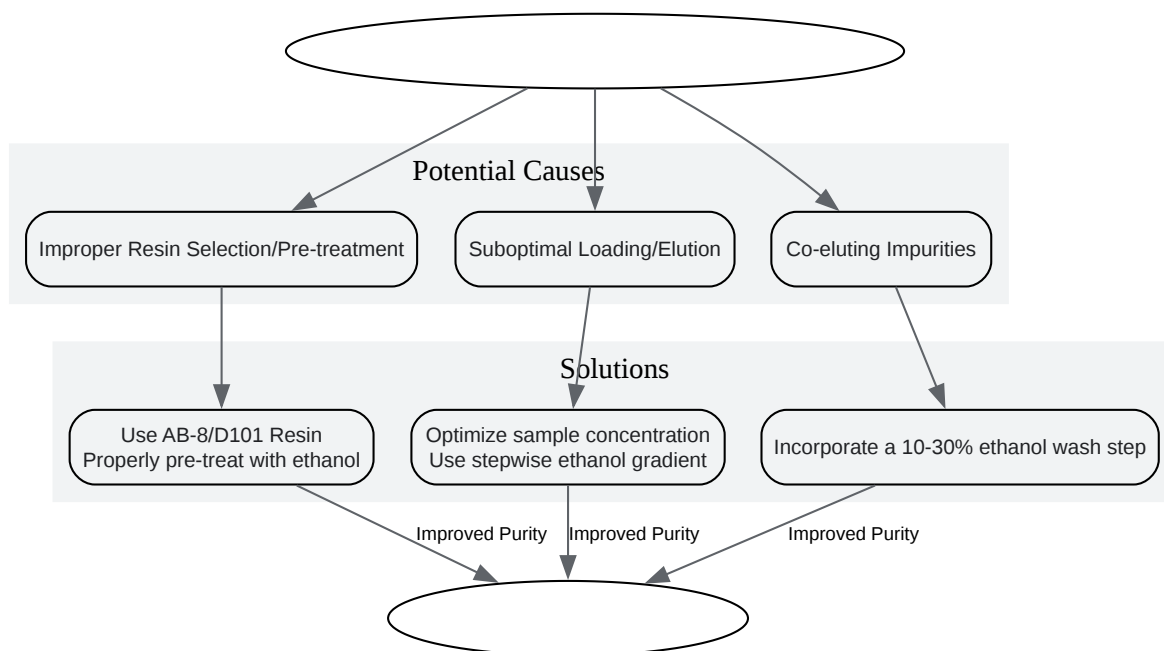 Potential Causes
Improper Resin Selection/Pre-treatment
Suboptimal Loading/Elution
Co-eluting Impurities
Solutions
Use AB-8/D101 Resin
Properly pre-treat with ethanol
Optimize sample concentration
Use stepwise ethanol gradient
Incorporate a 10-30% ethanol wash step
Improved Purity
Improved Purity
Improved Purity